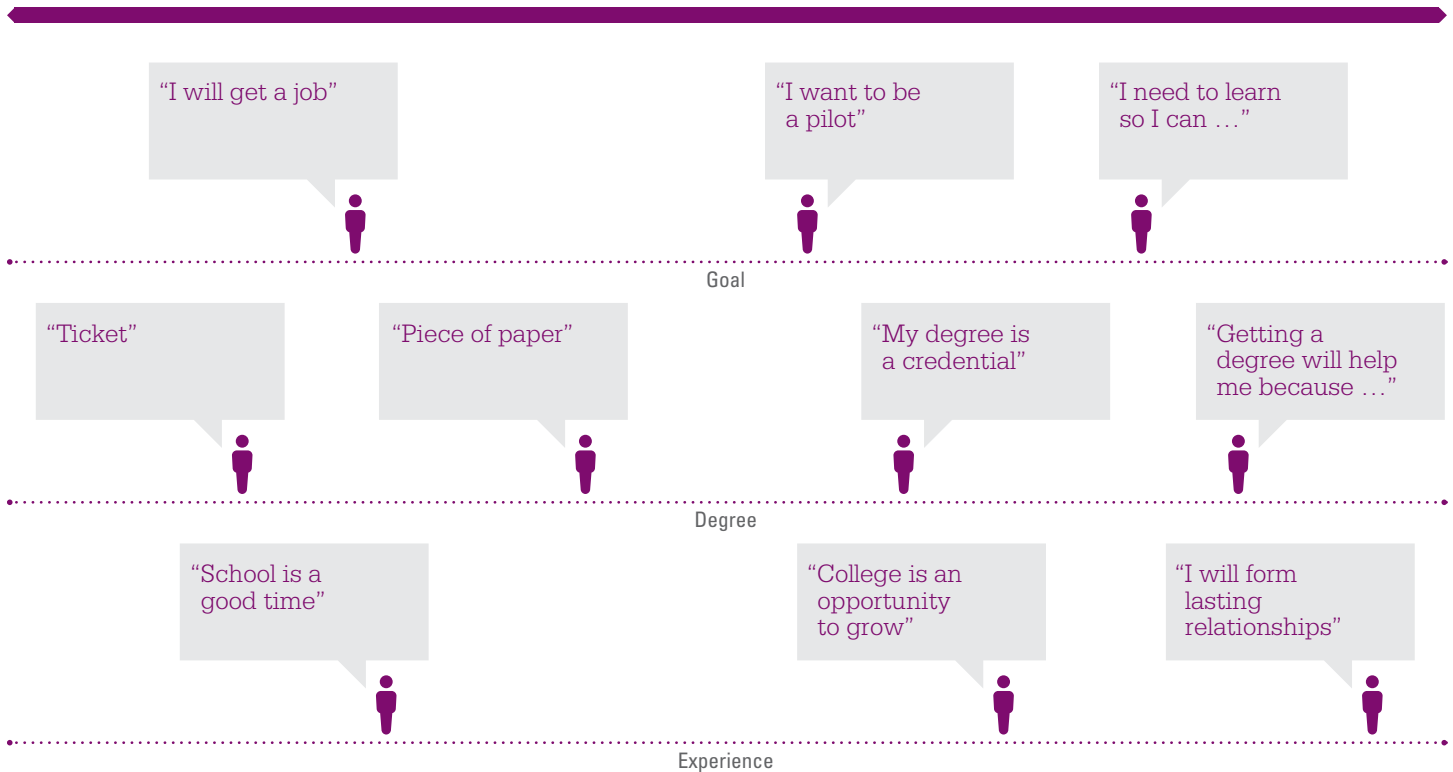 “I will get a job”
“I want to be
a pilot”
“I need to learn
so I can …”
Goal
“Ticket”
“Piece of paper”
“My degree is
a credential”
“Getting a
degree will help
me because …”
Degree
“School is a
good time”
“College is an
opportunity
to grow”
“I will form
lasting
relationships”
Experience